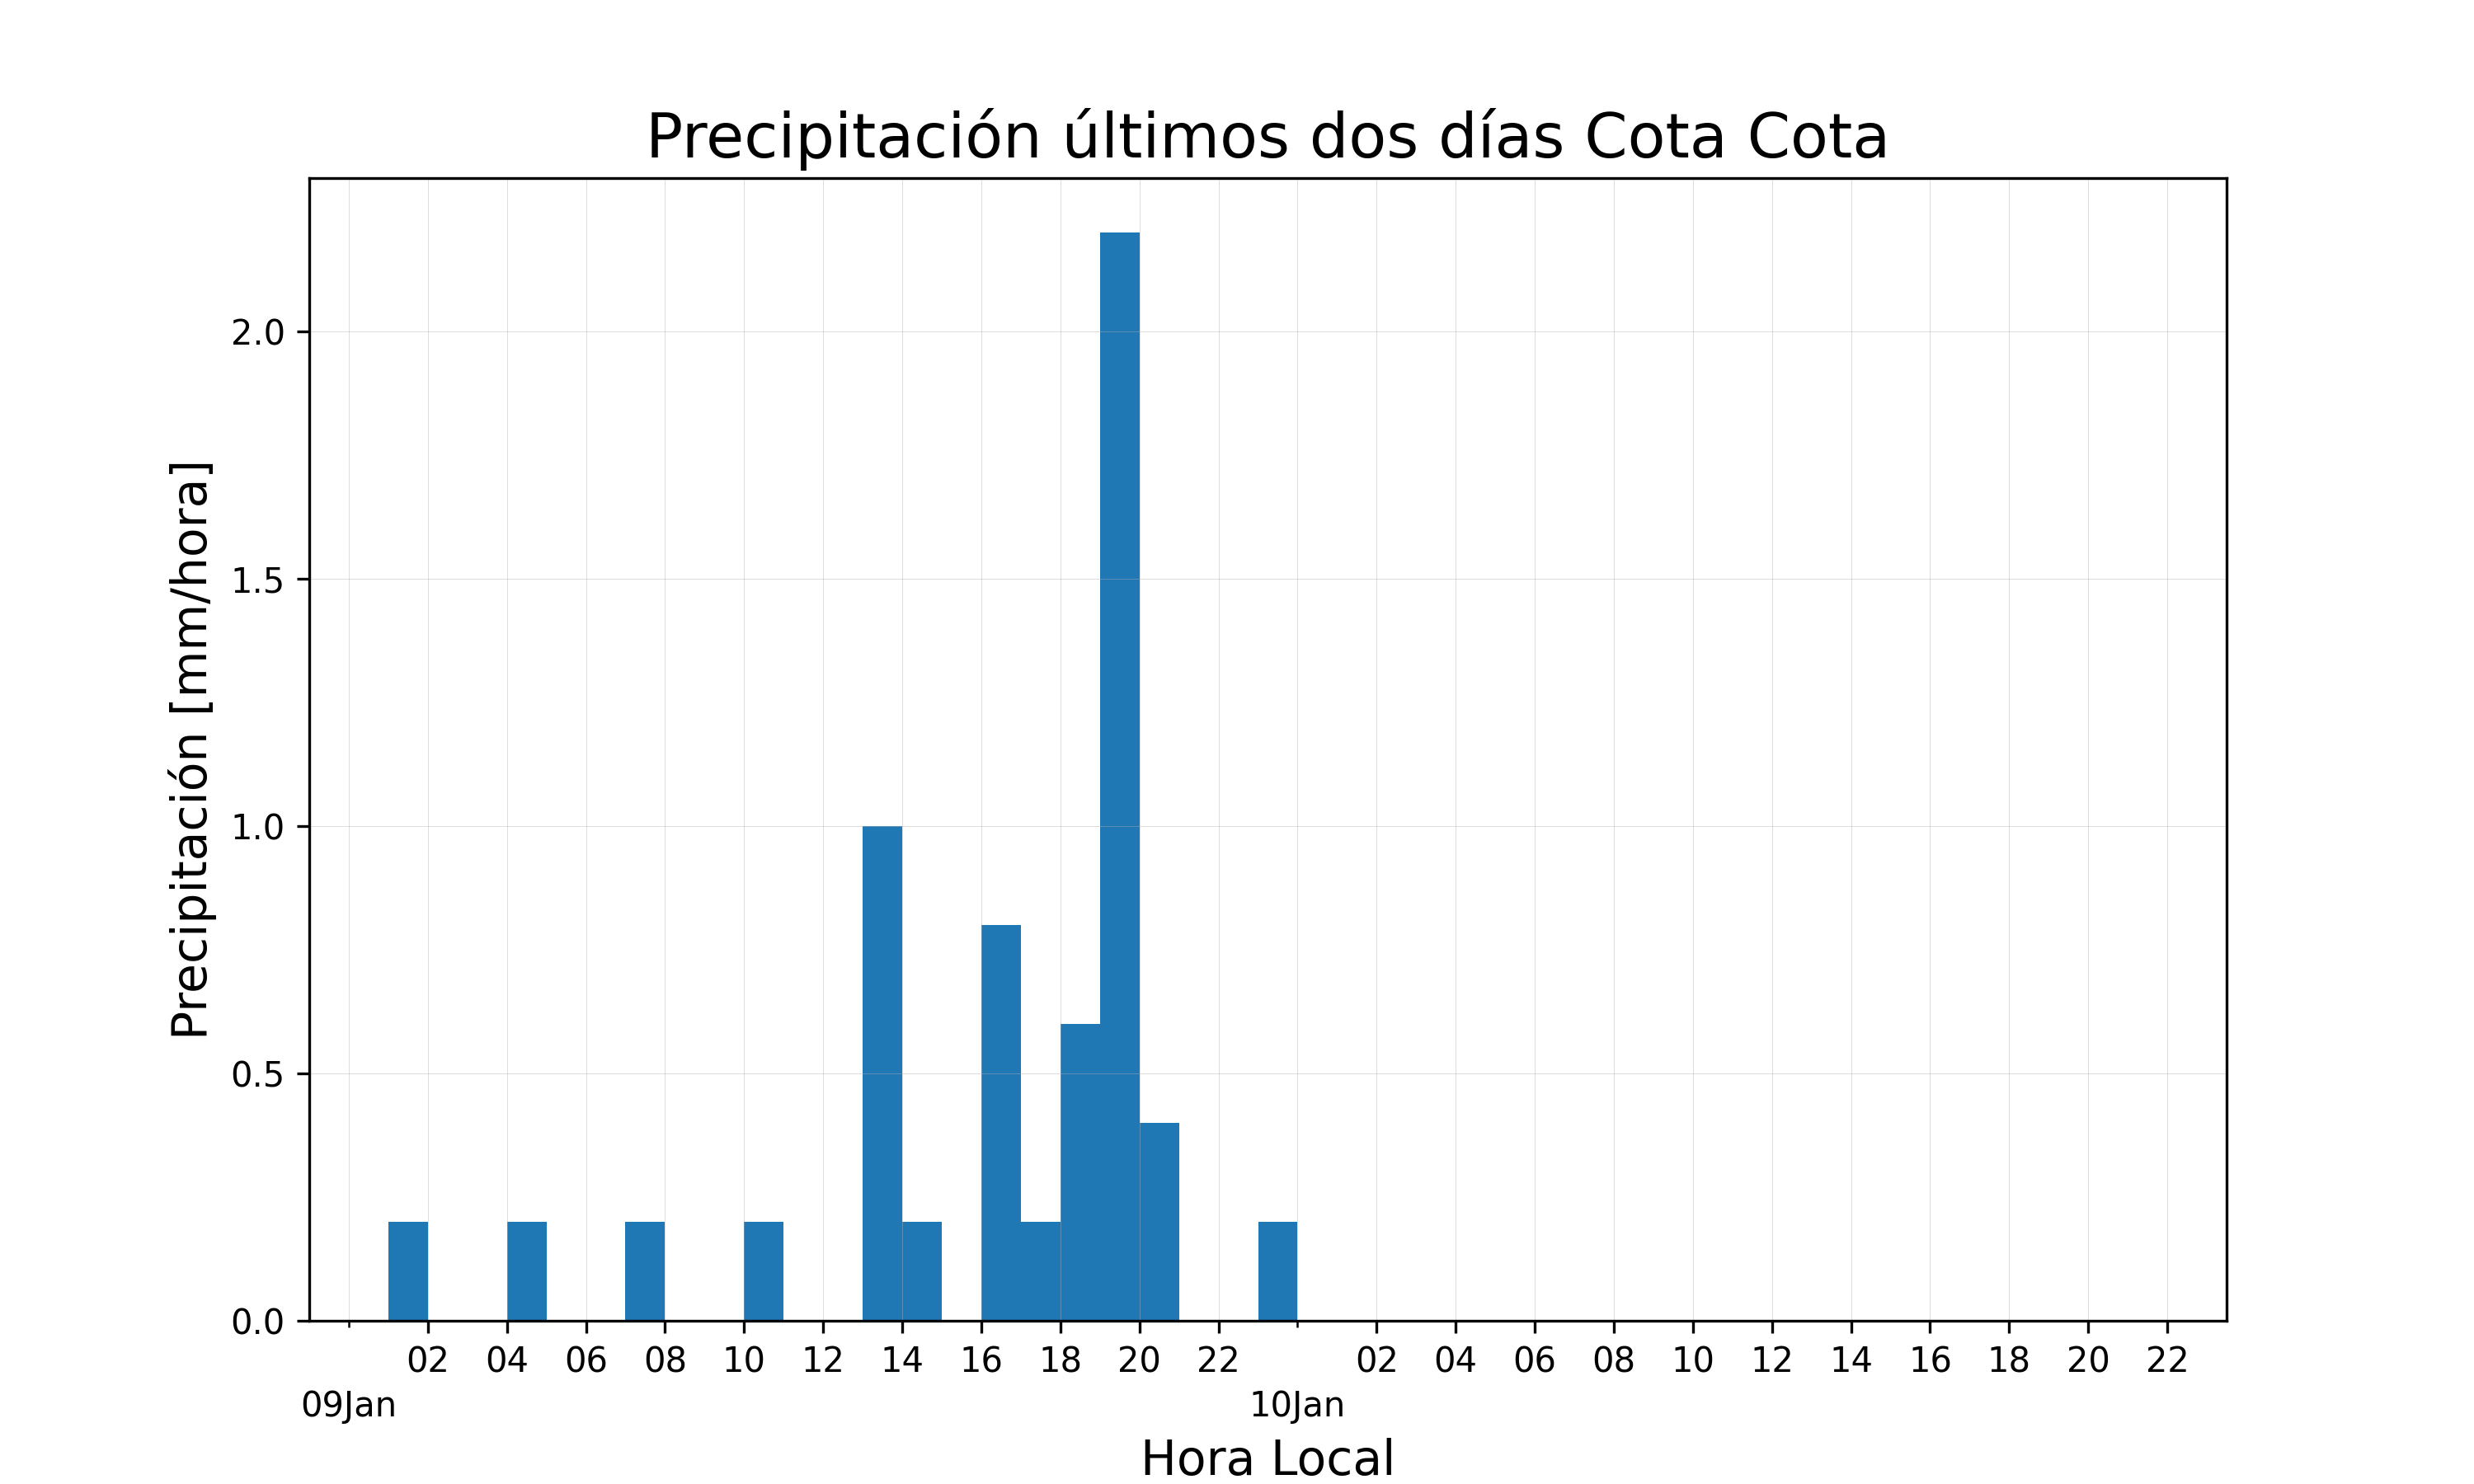 Precipitación últimos dos días Cota Cota
Precipitación [mm/hora]
2.0
1.5
1.0
0.5
0.0
02 04 06 08 10 12 14 16 18 20 22 02 04 06 08 10 12 14 16 18 20 22
09Jan 10Jan
Hora Local